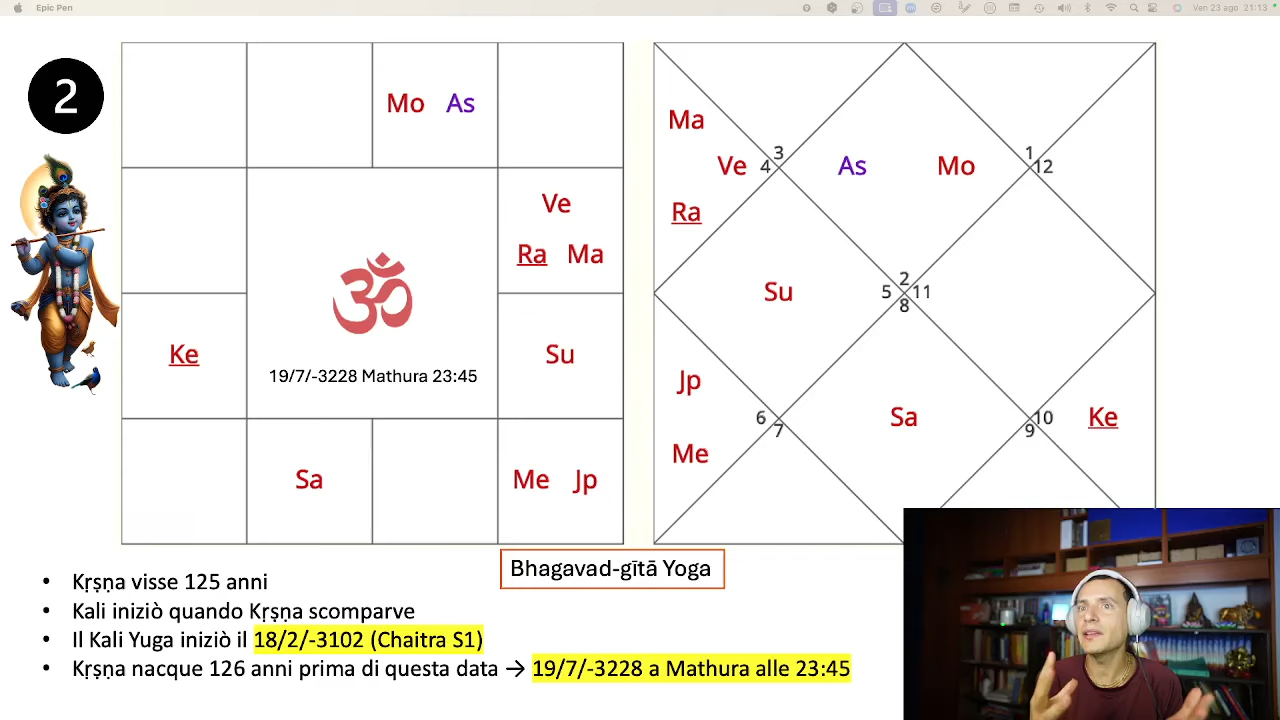 Epic Pen
Ven 23 ago 21:13
2
Mo As
Ve
Ra Ma
Ke
Su
ॐ
19/7/-3228 Mathura 23:45
Sa
Me Jp
Ma
Ve
Ra
3
4
As
Mo
1
12
Su
2
5
11
8
Jp
Me
6
7
Sa
10
9
Ke
Bhagavad-gītā Yoga
• Kṛṣṇa visse 125 anni
• Kali iniziò quando Kṛṣṇa scomparve
• Il Kali Yuga iniziò il 18/2/-3102 (Chaitra S1)
• Kṛṣṇa nacque 126 anni prima di questa data → 19/7/-3228 a Mathura alle 23:45